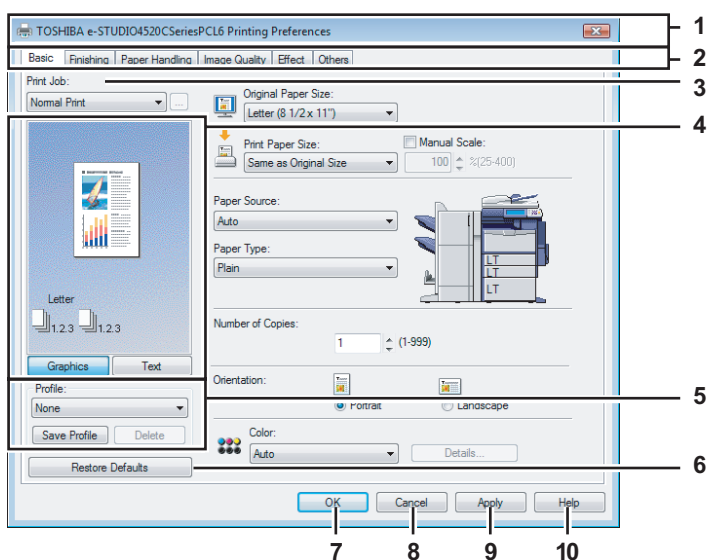 TOSHIBA e-STUDIO4520CSeriesPCL6 Printing Preferences
1
Basic Finishing Paper Handling Image Quality Effect Others
2
Print Job:
3
Normal Print
...
Original Paper Size:
Letter (8 1/2 x 11")
4
Print Paper Size:
Same as Original Size
Manual Scale:
100 %(25-400)
Paper Source:
Auto
Paper Type:
Plain
LT
LT
LT
Letter
1.2.3 1.2.3
Number of Copies:
1 (1-999)
Graphics Text
Profile:
None
Save Profile Delete
5
Orientation:
Portrait Landscape
Color:
Auto
Details...
Restore Defaults
6
OK Cancel Apply Help
7 8 9 10